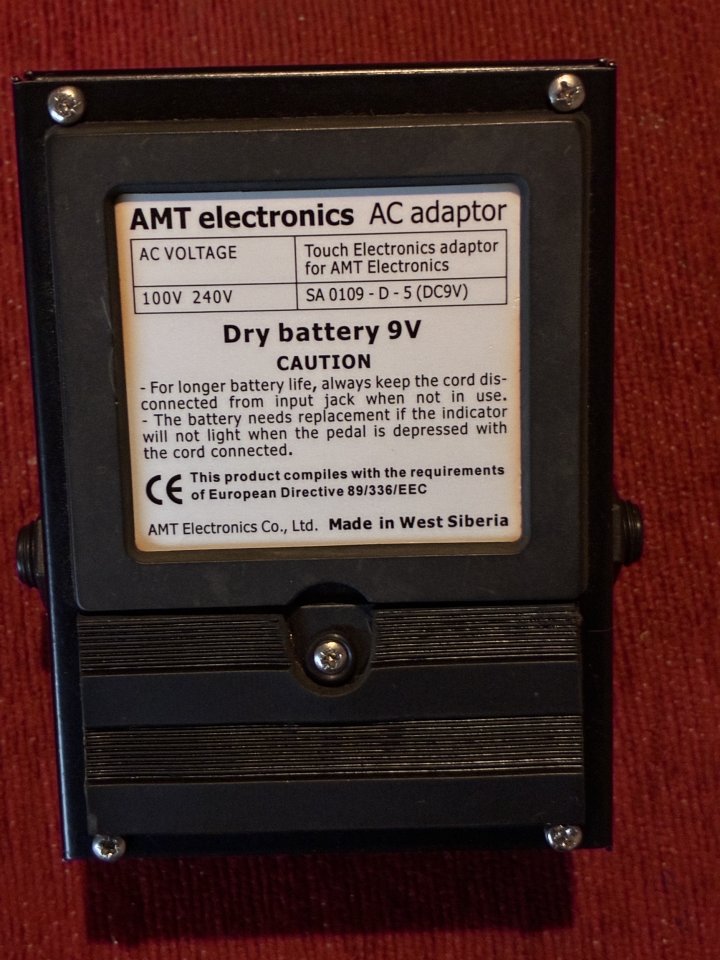 AMT electronics AC adaptor
AC VOLTAGE
Touch Electronics adaptor
for AMT Electronics
100V 240V
SA 0109 - D - 5 (DC9V)
Dry battery 9V
CAUTION
- For longer battery life, always keep the cord dis-
connected from input jack when not in use.
- The battery needs replacement if the indicator
will not light when the pedal is depressed with
the cord connected.
CE This product compiles with the requirements
of European Directive 89/336/EEC
AMT Electronics Co., Ltd. Made in West Siberia